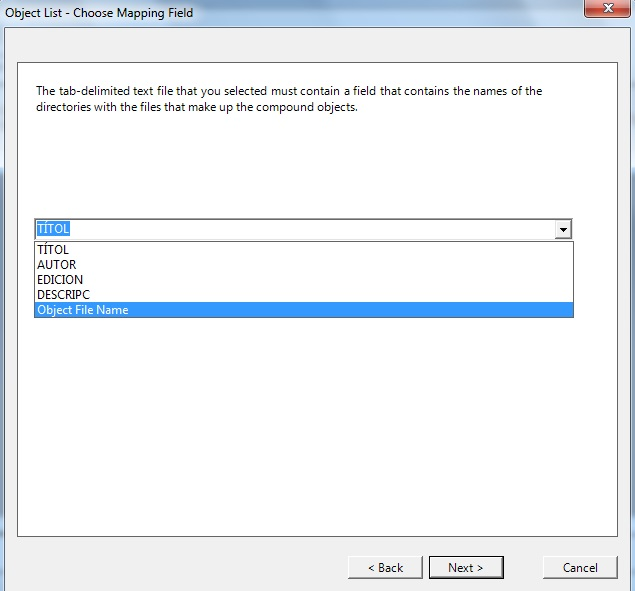 Object List - Choose Mapping Field
The tab-delimited text file that you selected must contain a field that contains the names of the
directories with the files that make up the compound objects.
TÍTOL
TÍTOL
AUTOR
EDICION
DESCRIPC
Object File Name
< Back
Next >
Cancel